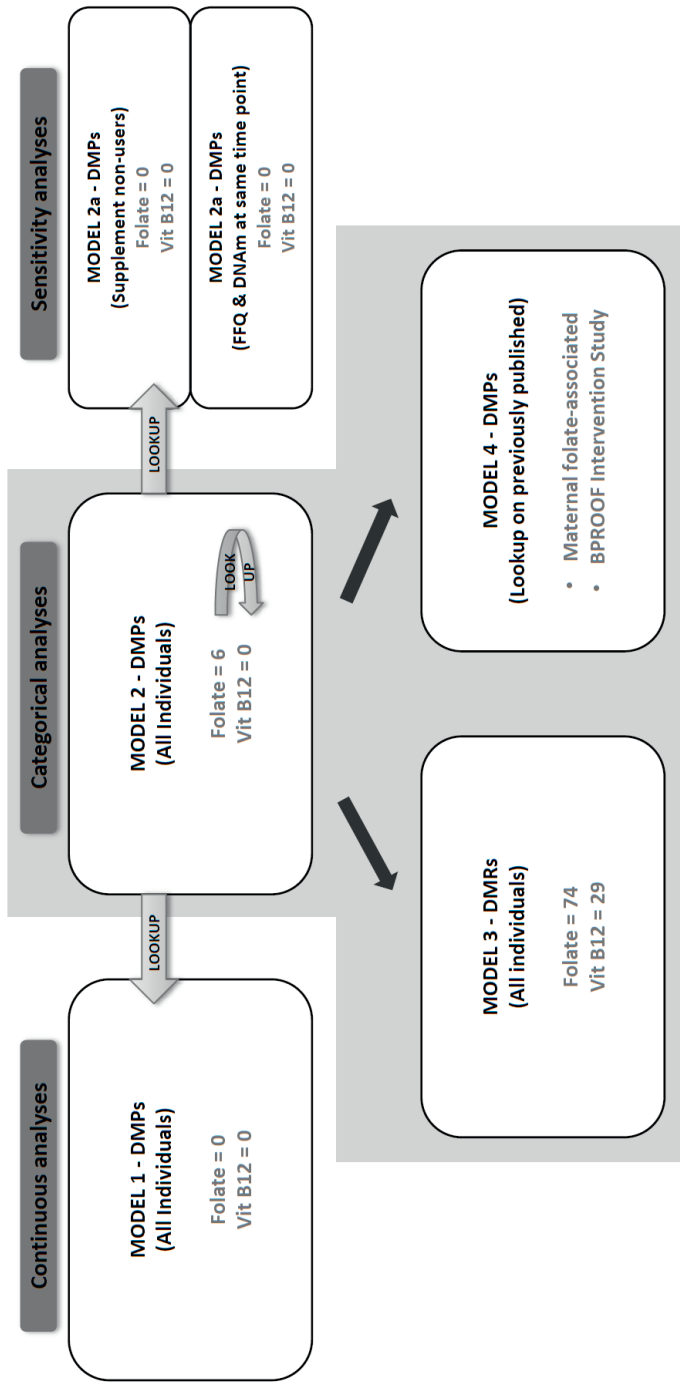 Continuous analyses
MODEL 1 - DMPs
(All Individuals)
Folate = 0
Vit B12 = 0
LOOKUP
Categorical analyses
MODEL 2 - DMPs
(All Individuals)
Folate = 6
Vit B12 = 0
LOOK
UP
LOOKUP
Sensitivity analyses
MODEL 2a - DMPs
(Supplement non-users)
Folate = 0
Vit B12 = 0
MODEL 2a - DMPs
(FFQ & DNAm at same time point)
Folate = 0
Vit B12 = 0
MODEL 3 - DMRs
(All individuals)
Folate = 74
Vit B12 = 29
MODEL 4 - DMPs
(Lookup on previously published)
• Maternal folate-associated
• BPROOF Intervention Study